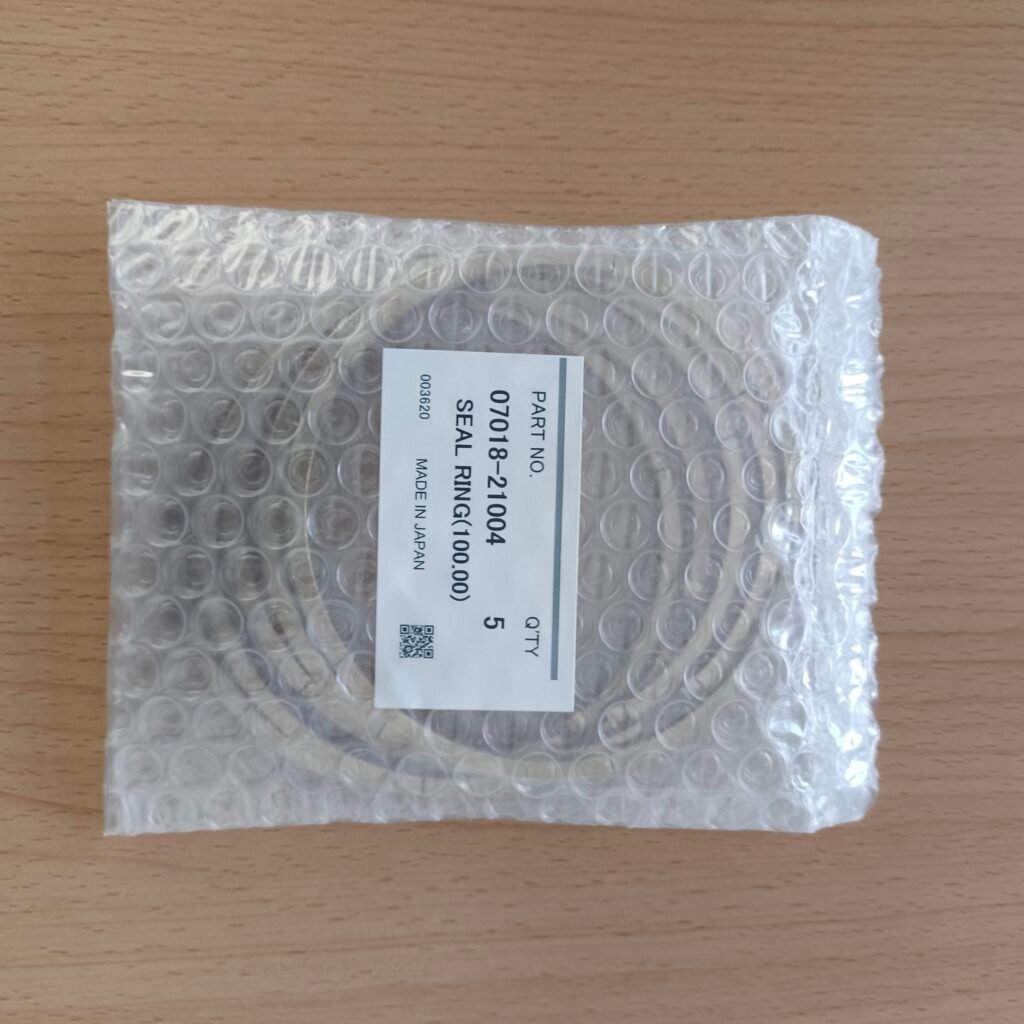 PART NO. Q'TY
07018-21004 5
SEAL RING(100.00)
003620 MADE IN JAPAN